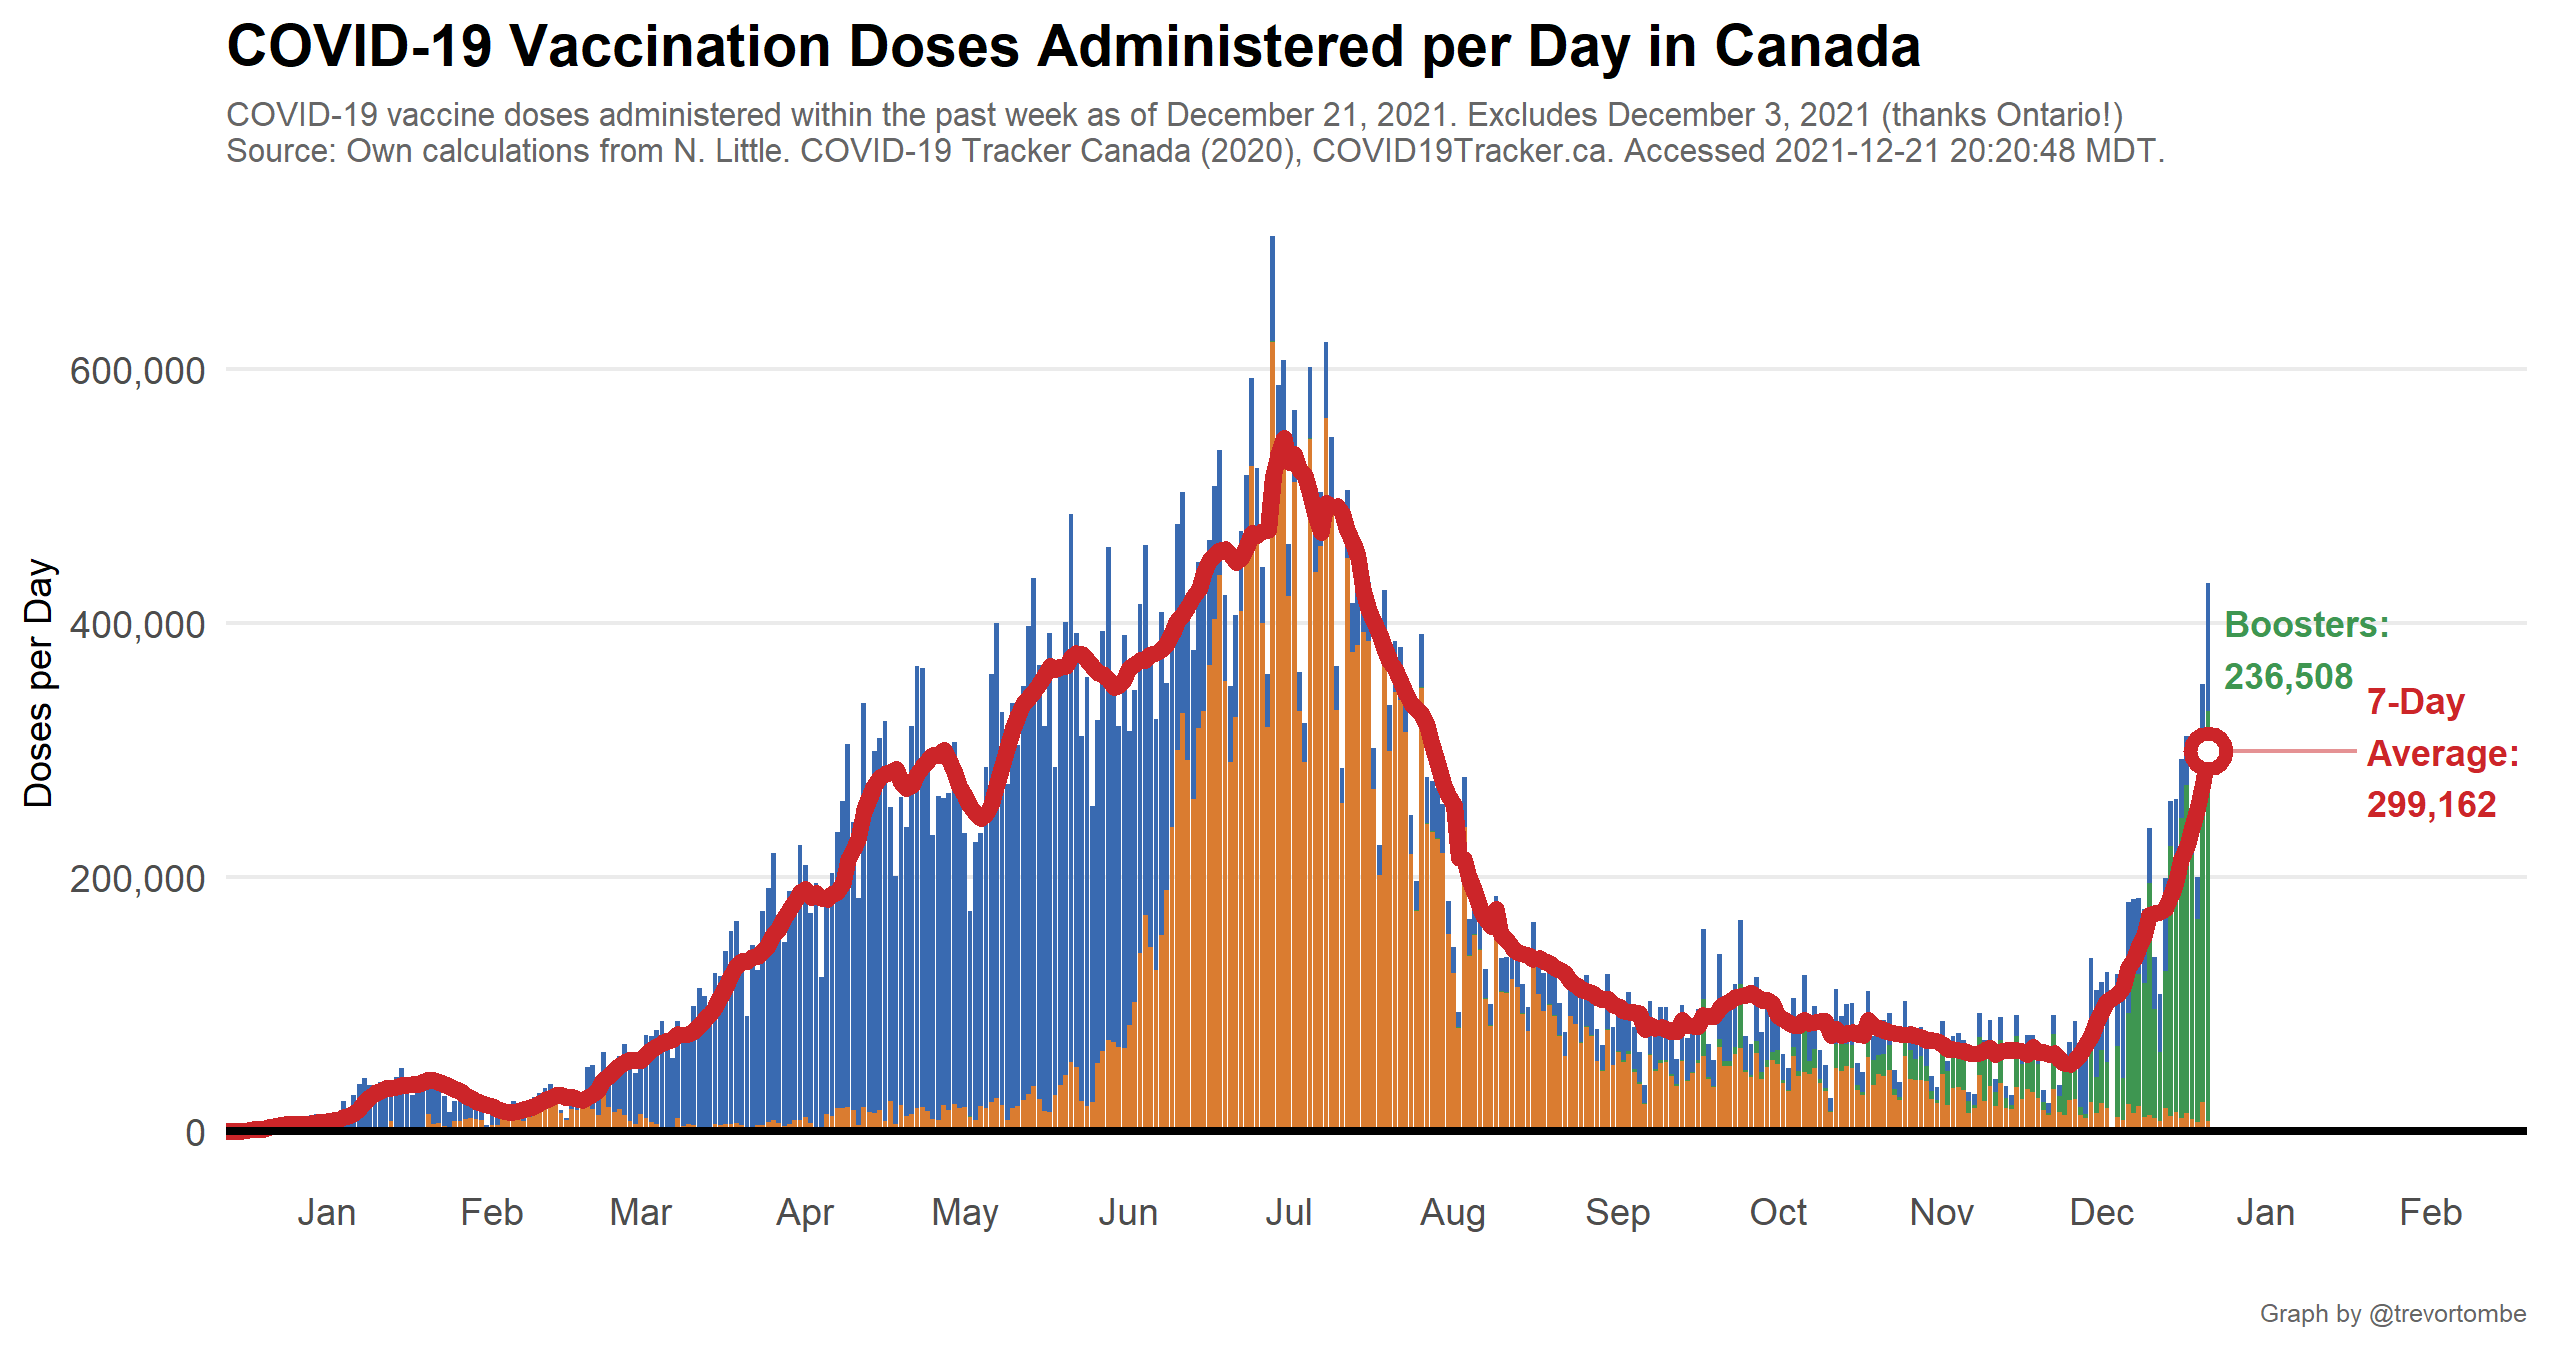 COVID-19 Vaccination Doses Administered per Day in Canada
COVID-19 vaccine doses administered within the past week as of December 21, 2021. Excludes December 3, 2021 (thanks Ontario!)
Source: Own calculations from N. Little. COVID-19 Tracker Canada (2020), COVID19Tracker.ca. Accessed 2021-12-21 20:20:48 MDT.
Doses per Day
600,000
400,000
200,000
0
Boosters:
236,508
7-Day
Average:
299,162
Jan Feb Mar Apr May Jun Jul Aug Sep Oct Nov Dec Jan Feb
Graph by @trevortombe